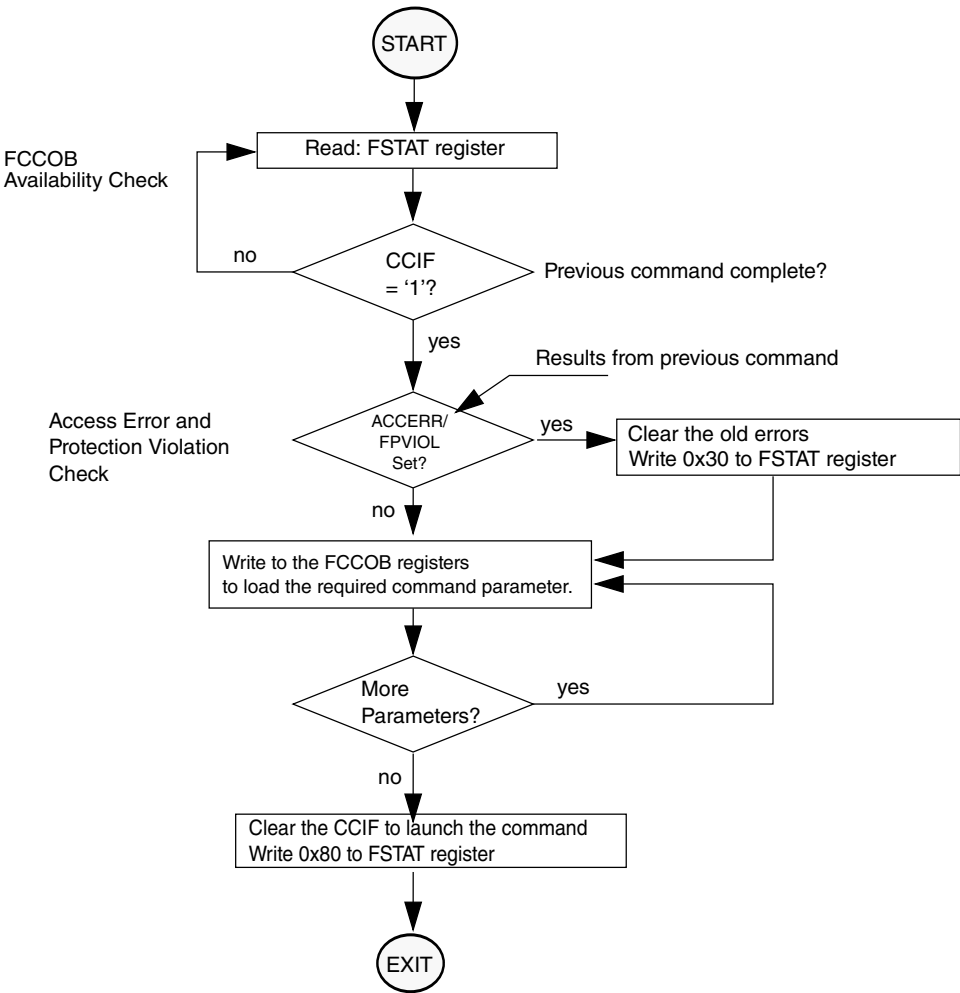 START
Read: FSTAT register
FCCOB
Availability Check
no
CCIF
= ‘1’?
Previous command complete?
yes
Results from previous command
Access Error and
Protection Violation
Check
ACCERR/
FPVIOL
Set?
yes
Clear the old errors
Write 0x30 to FSTAT register
no
Write to the FCCOB registers
to load the required command parameter.
More
Parameters?
yes
no
Clear the CCIF to launch the command
Write 0x80 to FSTAT register
EXIT